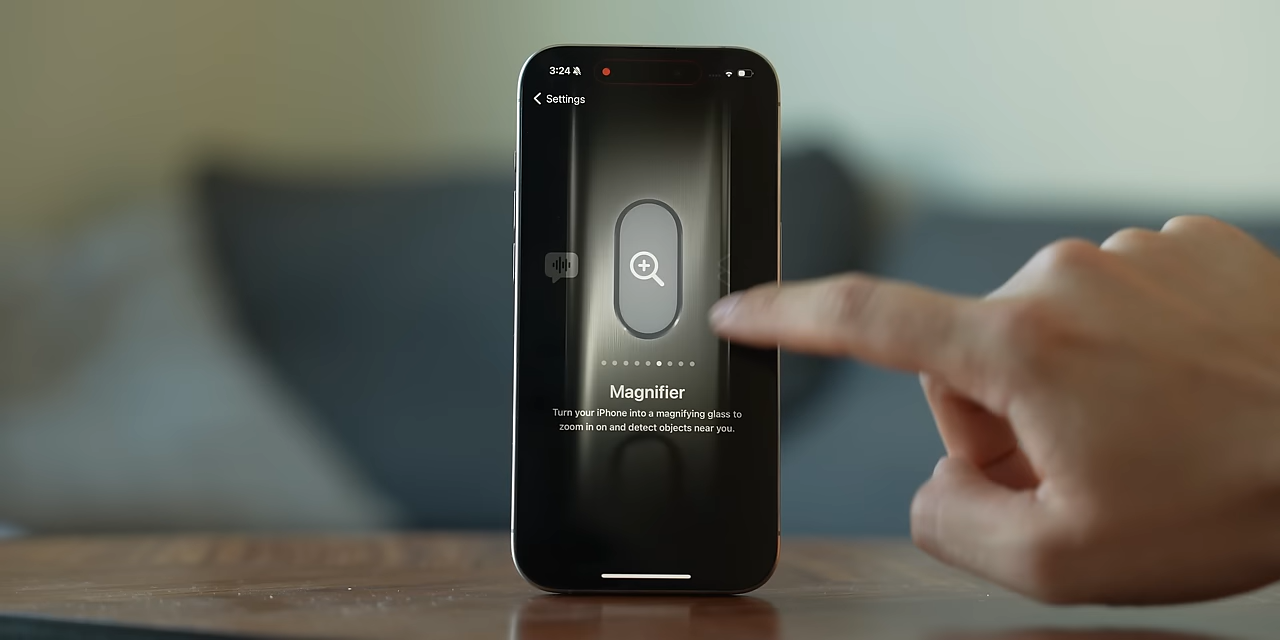 3:24
Settings
Magnifier
Turn your iPhone into a magnifying glass to
zoom in on and detect objects near you.